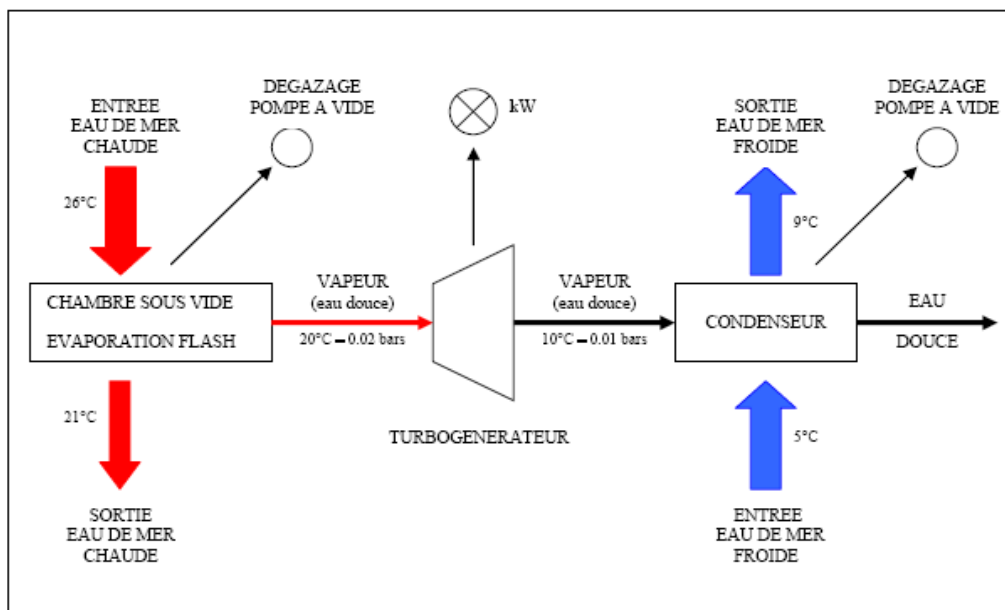 DEGAZAGE
POMPE A VIDE
DEGAZAGE
POMPE A VIDE
ENTREE
EAU DE MER
CHAUDE
kW
SORTIE
EAU DE MER
FROIDE
26°C
9°C
CHAMBRE SOUS VIDE
EVAPORATION FLASH
VAPEUR
(eau douce)
20°C – 0.02 bars
VAPEUR
(eau douce)
10°C – 0.01 bars
CONDENSEUR
EAU
DOUCE
21°C
TURBOGENERATEUR
5°C
SORTIE
EAU DE MER
CHAUDE
ENTREE
EAU DE MER
FROIDE